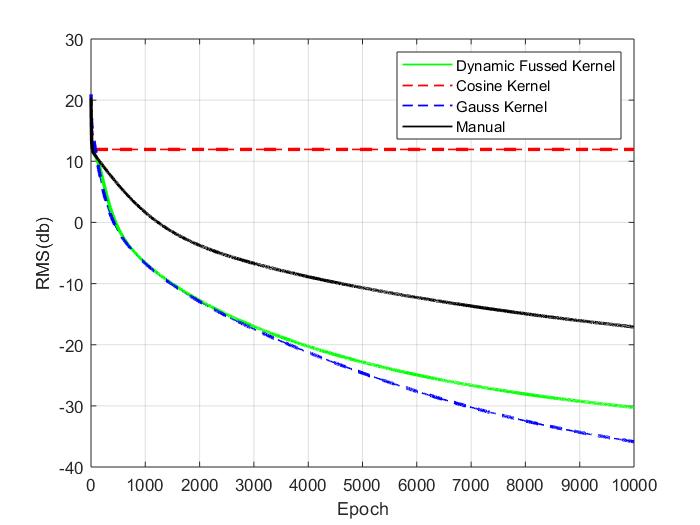 30
20
10
0
-10
-20
-30
-40
RMS(db)
Dynamic Fussed Kernel
Cosine Kernel
Gauss Kernel
Manual
0 1000 2000 3000 4000 5000 6000 7000 8000 9000 10000
Epoch